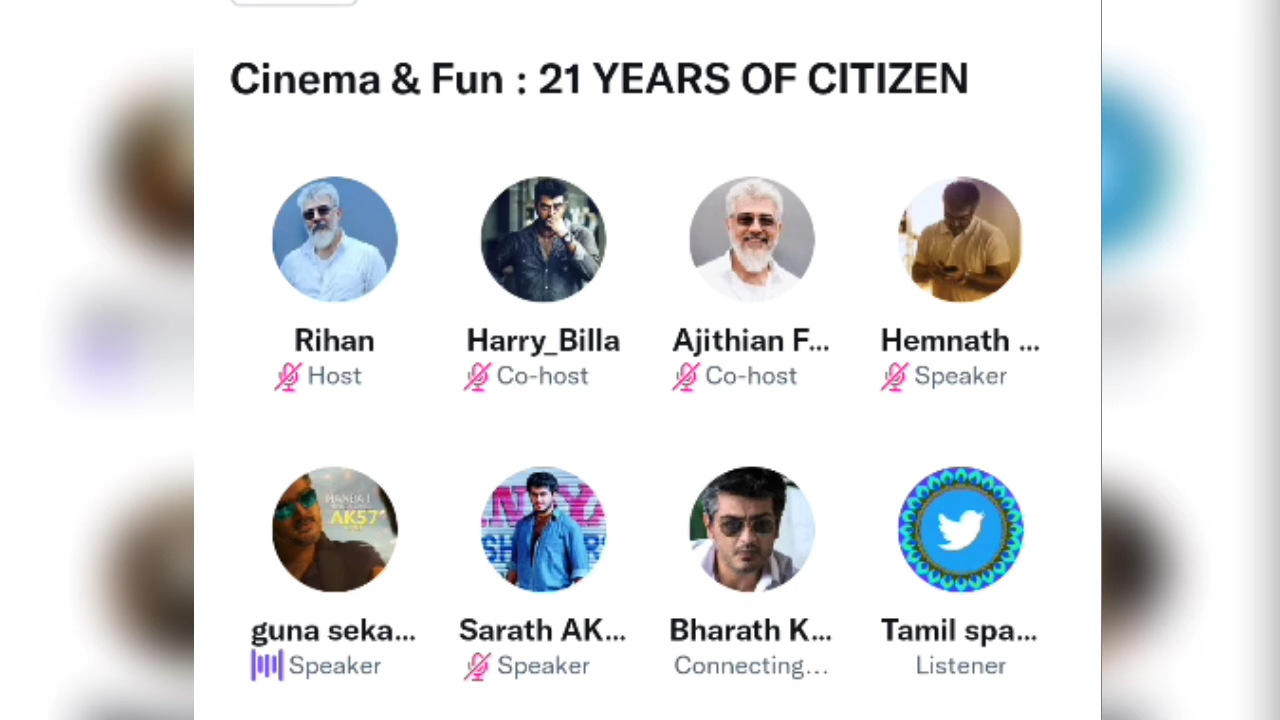 Cinema & Fun : 21 YEARS OF CITIZEN
Rihan
Host
Harry_Billa
Co-host
Ajithian F...
Co-host
Hemnath ...
Speaker
AK57
guna seka...
Speaker
Sarath AK...
Speaker
Bharath K...
Connecting...
Tamil spa...
Listener